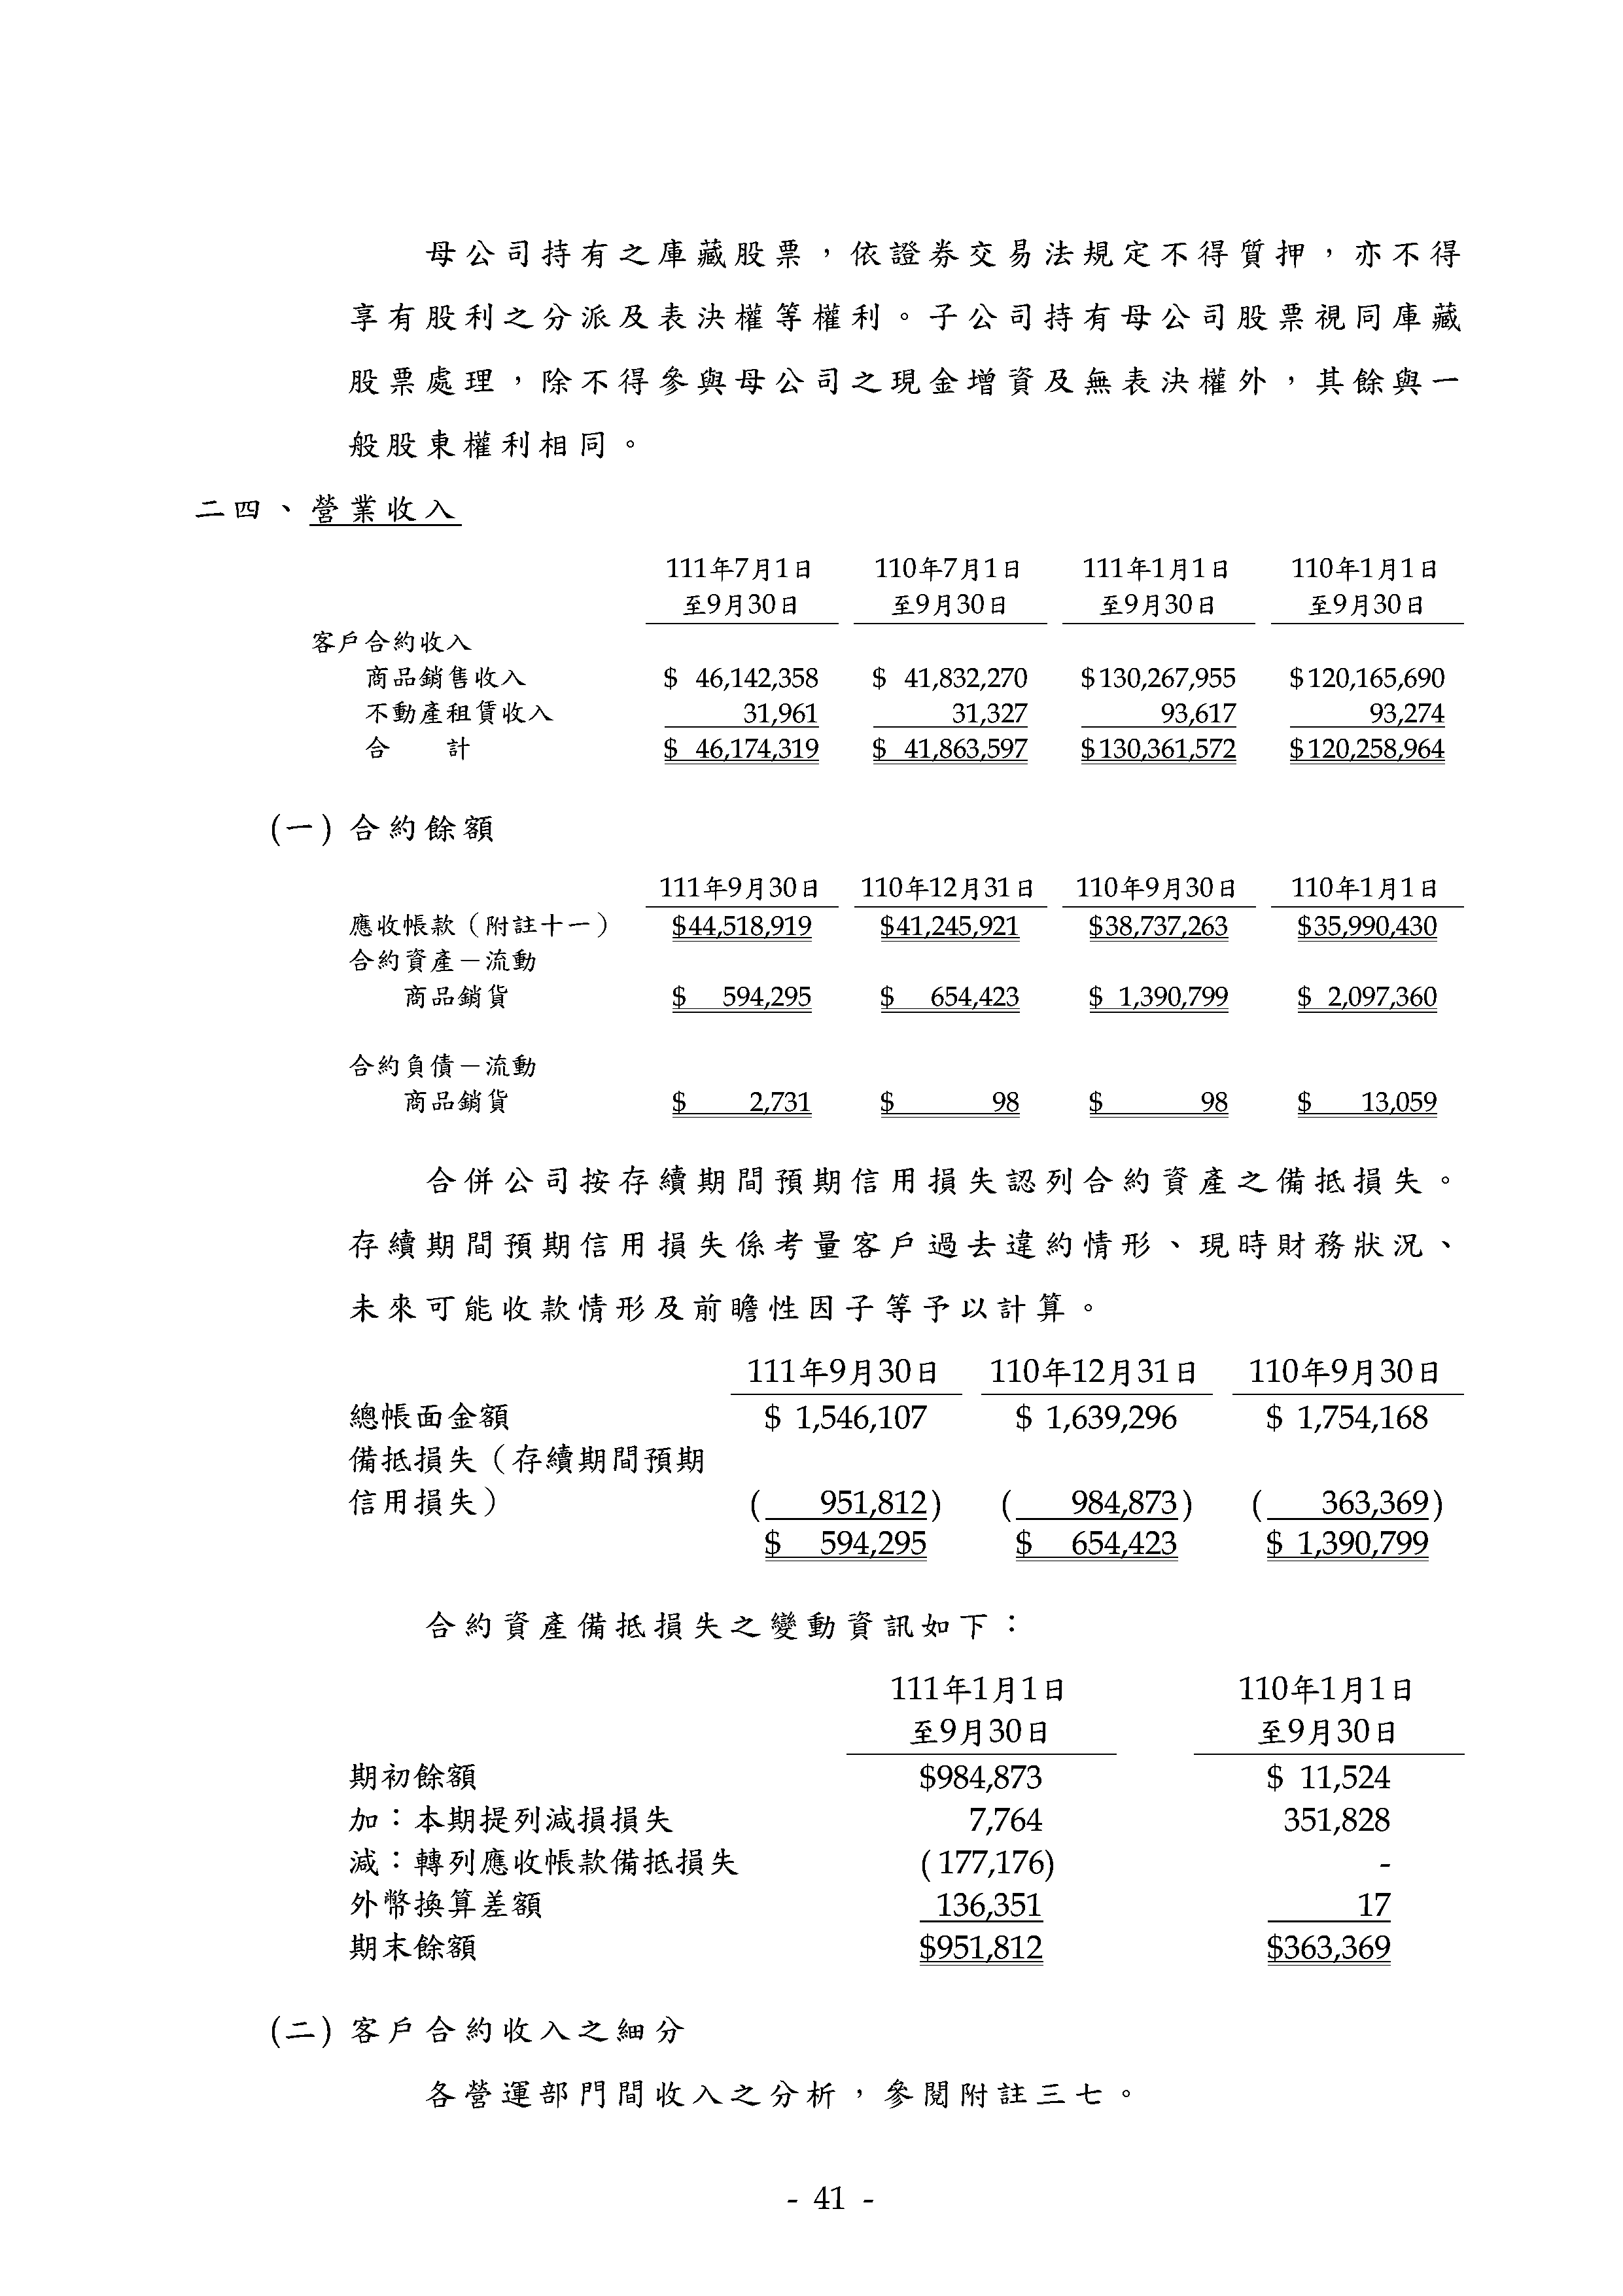 母公司持有之庫藏股票，依證券交易法規定不得質押，亦不得
享有股利之分派及表決權等權利。子公司持有母公司股票視同庫藏
股票處理，除不得參與母公司之現金增資及無表決權外，其餘與一
般股東權利相同。
二四、營業收入
111年7月1日 110年7月1日 111年1月1日 110年1月1日
至9月30日 至9月30日 至9月30日 至9月30日
客戶合約收入
商品銷售收入 $ 46,142,358 $ 41,832,270 $130,267,955 $120,165,690
不動產租賃收入 31,961 31,327 93,617 93,274
合 計 $ 46,174,319 $ 41,863,597 $130,361,572 $120,258,964
(一) 合約餘額
111年9月30日 110年12月31日 110年9月30日 110年1月1日
應收帳款（附註十一） $44,518,919 $41,245,921 $38,737,263 $35,990,430
合約資產－流動
商品銷貨 $ 594,295 $ 654,423 $ 1,390,799 $ 2,097,360
合約負債－流動
商品銷貨 $ 2,731 $ 98 $ 98 $ 13,059
合併公司按存續期間預期信用損失認列合約資產之備抵損失。
存續期間預期信用損失係考量客戶過去違約情形、現時財務狀況、
未來可能收款情形及前瞻性因子等予以計算。
111年9月30日 110年12月31日 110年9月30日
總帳面金額 $ 1,546,107 $ 1,639,296 $ 1,754,168
備抵損失（存續期間預期
信用損失） ( 951,812) ( 984,873) ( 363,369)
$ 594,295 $ 654,423 $ 1,390,799
合約資產備抵損失之變動資訊如下：
111年1月1日 110年1月1日
至9月30日 至9月30日
期初餘額 $984,873 $ 11,524
加：本期提列減損損失 7,764 351,828
減：轉列應收帳款備抵損失 ( 177,176) -
外幣換算差額 136,351 17
期末餘額 $951,812 $363,369
(二) 客戶合約收入之細分
各營運部門間收入之分析，參閱附註三七。
- 41 -